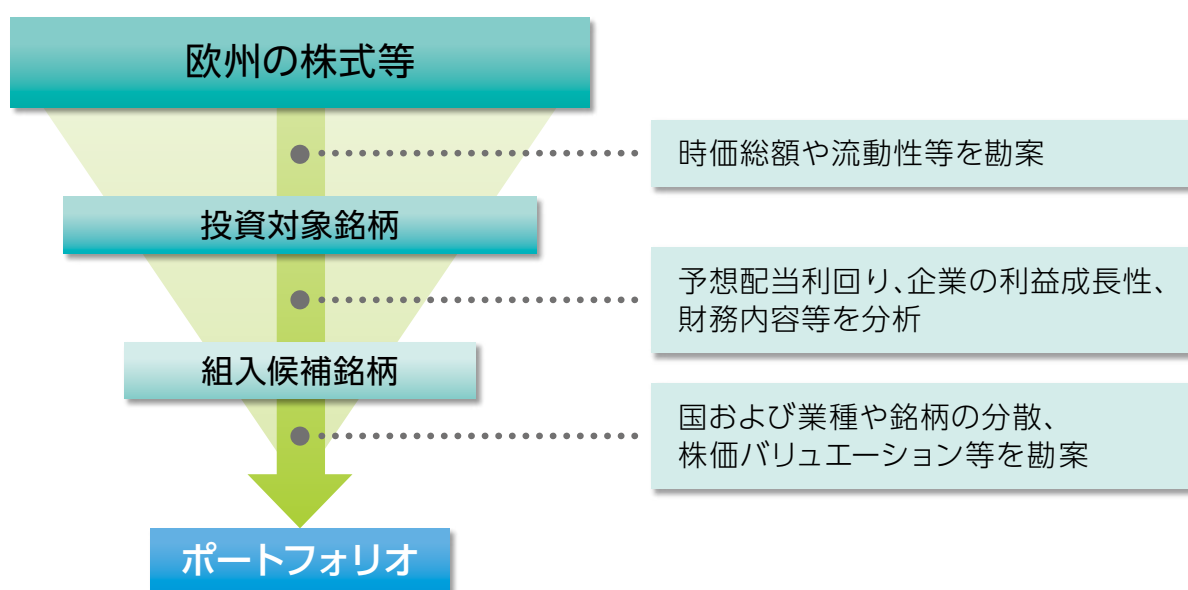 欧州の株式等
時価総額や流動性等を勘案
投資対象銘柄
予想配当利回り、企業の利益成長性、
財務内容等を分析
組入候補銘柄
国および業種や銘柄の分散、
株価バリュエーション等を勘案
ポートフォリオ